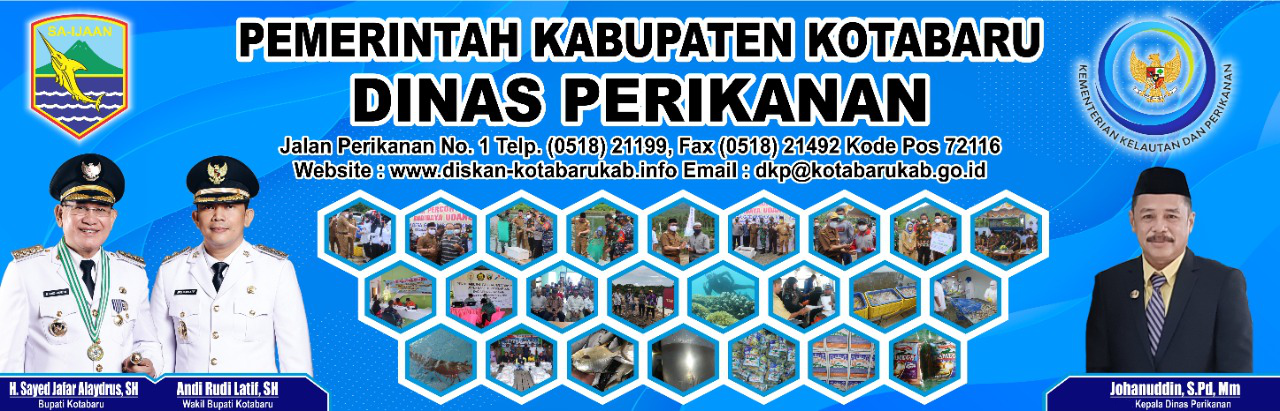 SA-IJAAN
PEMERINTAH KABUPATEN KOTABARU
DINAS PERIKANAN
Jalan Perikanan No. 1 Telp. (0518) 21199, Fax (0518) 21492 Kode Pos 72116
Website : www.diskan-kotabarukab.info Email : dkp@kotabarukab.go.id
KEMENTERIAN KELAUTAN DAN PERIKANAN
H. Sayed Jafar Alaydrus, SH
Bupati Kotabaru
Andi Rudi Latif, SH
Wakil Bupati Kotabaru
Johanuddin, S.Pd, Mm
Kepala Dinas Perikanan